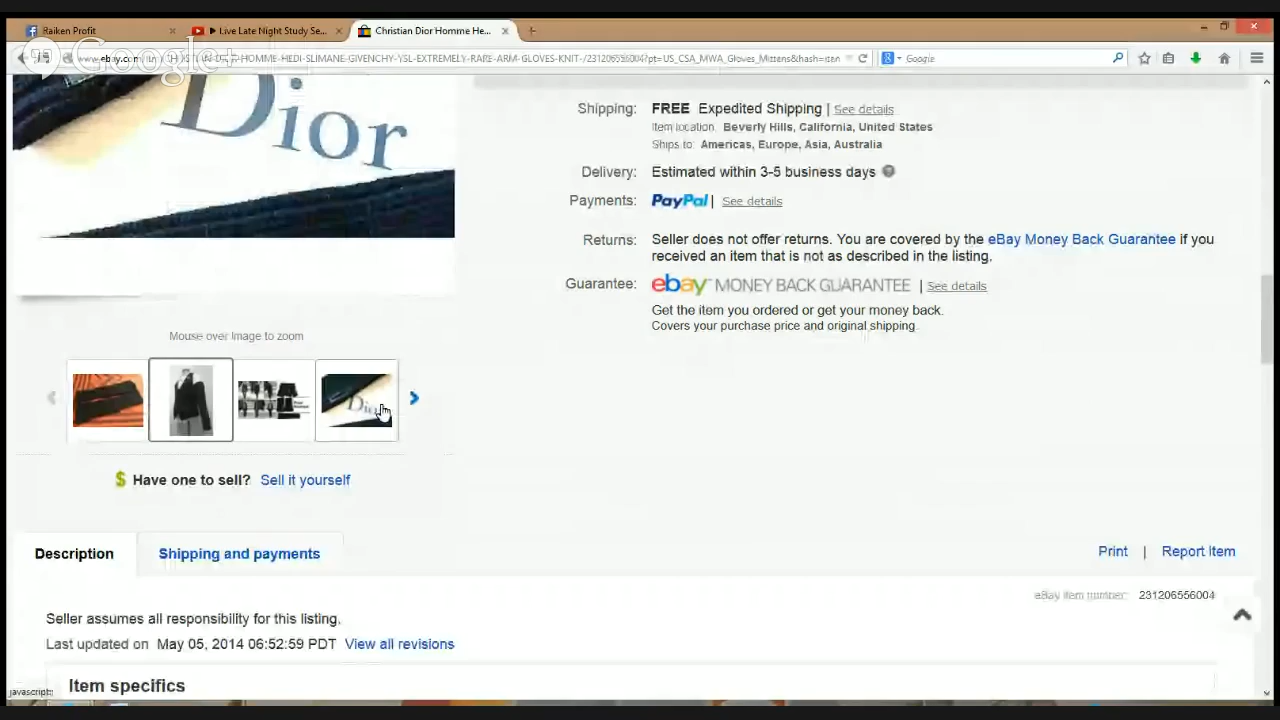 Raiken Profit
Live Late Night Study Se...
Christian Dior Homme He...
Google+
Google
Dior
Shipping: FREE Expedited Shipping | See details
Item location: Beverly Hills, California, United States
Ships to: Americas, Europe, Asia, Australia
Delivery: Estimated within 3-5 business days
Payments: PayPal | See details
Returns: Seller does not offer returns. You are covered by the eBay Money Back Guarantee if you
received an item that is not as described in the listing.
Guarantee: ebay MONEY BACK GUARANTEE | See details
Get the item you ordered or get your money back.
Covers your purchase price and original shipping.
Mouse over image to zoom
$ Have one to sell? Sell it yourself
Description
Shipping and payments
Print | Report item
eBay item number: 231206556004
Seller assumes all responsibility for this listing.
Last updated on May 05, 2014 06:52:59 PDT View all revisions
Item specifics